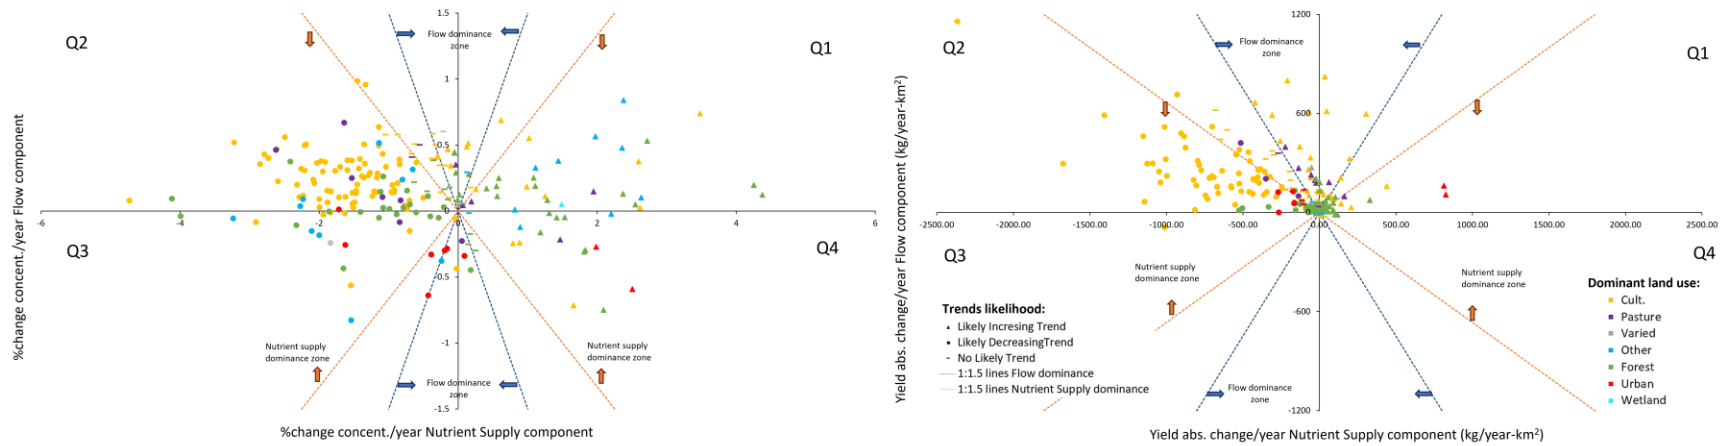 Q2
Q1
Q3
Q4
Flow dominance
zone
Flow dominance
zone
Nutrient supply
dominance zone
Nutrient supply
dominance zone
1.5
1
0.5
0
-0.5
-1
-1.5
-6
-4
-2
0
2
4
6
%change concent./year Flow component
%change concent./year Nutrient Supply component
Q2
Q1
Q3
Q4
Flow dominance
zone
Flow dominance
zone
Nutrient supply
dominance zone
Nutrient supply
dominance zone
1200
600
0
-600
-1200
-2500.00
-2000.00
-1500.00
-1000.00
-500.00
0.00
500.00
1000.00
1500.00
2000.00
2500.00
Yield abs. change/year Flow component (kg/year-km²)
Yield abs. change/year Nutrient Supply component (kg/year-km²)
Trends likelihood:
Likely Incresing Trend
Likely DecreasingTrend
No Likely Trend
1:1.5 lines Flow dominance
1:1.5 lines Nutrient Supply dominance
Dominant land use:
Cult.
Pasture
Varied
Other
Forest
Urban
Wetland